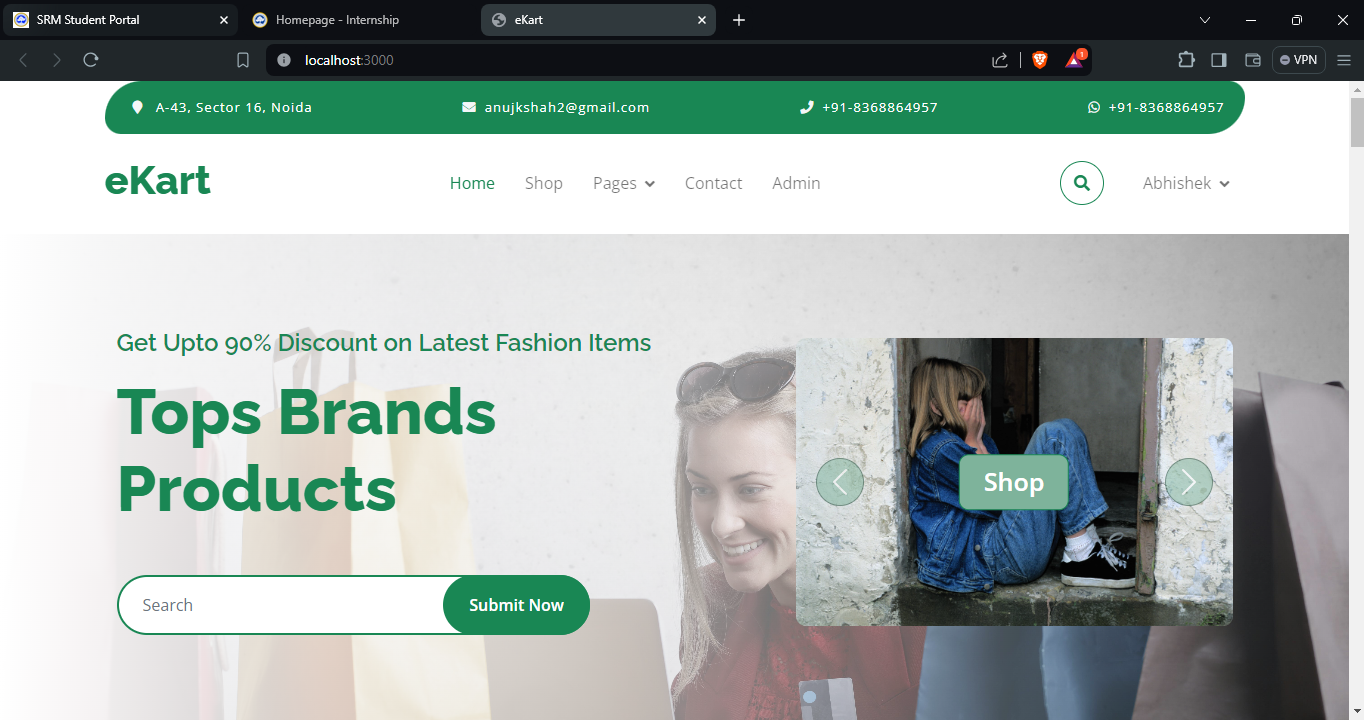 SRM Student Portal
Homepage - Internship
eKart
localhost:3000
1
VPN
A-43, Sector 16, Noida
anujkshah2@gmail.com
+91-8368864957
+91-8368864957
eKart
Home
Shop
Pages
Contact
Admin
Abhishek
Get Upto 90% Discount on Latest Fashion Items
Tops Brands
Products
Search
Submit Now
Shop